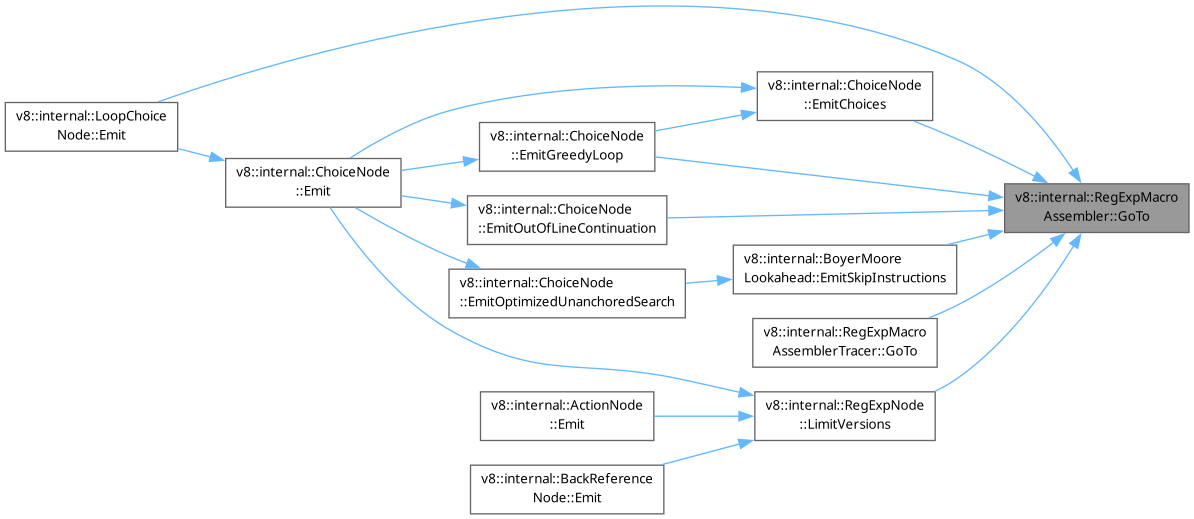 v8::internal::LoopChoice
Node::Emit
v8::internal::ChoiceNode
::Emit
v8::internal::ChoiceNode
::EmitGreedyLoop
v8::internal::ChoiceNode
::EmitOutOfLineContinuation
v8::internal::ChoiceNode
::EmitOptimizedUnanchoredSearch
v8::internal::ActionNode
::Emit
v8::internal::BackReference
Node::Emit
v8::internal::ChoiceNode
::EmitChoices
v8::internal::BoyerMoore
Lookahead::EmitSkipInstructions
v8::internal::RegExpMacro
AssemblerTracer::GoTo
v8::internal::RegExpNode
::LimitVersions
v8::internal::RegExpMacro
Assembler::GoTo